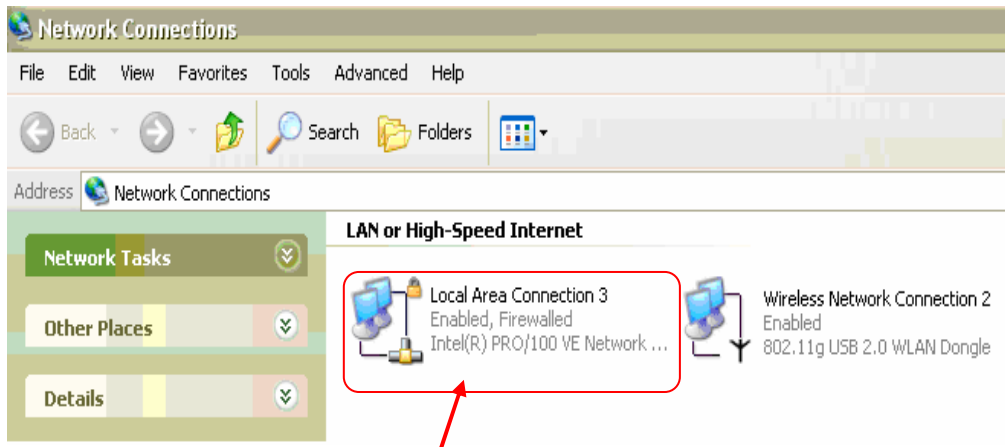 Network Connections
File Edit View Favorites Tools Advanced Help
Back Search Folders
Address Network Connections
Network Tasks
Other Places
Details
LAN or High-Speed Internet
Local Area Connection 3
Enabled, Firewalled
Intel(R) PRO/100 VE Network ...
Wireless Network Connection 2
Enabled
802.11g USB 2.0 WLAN Dongle